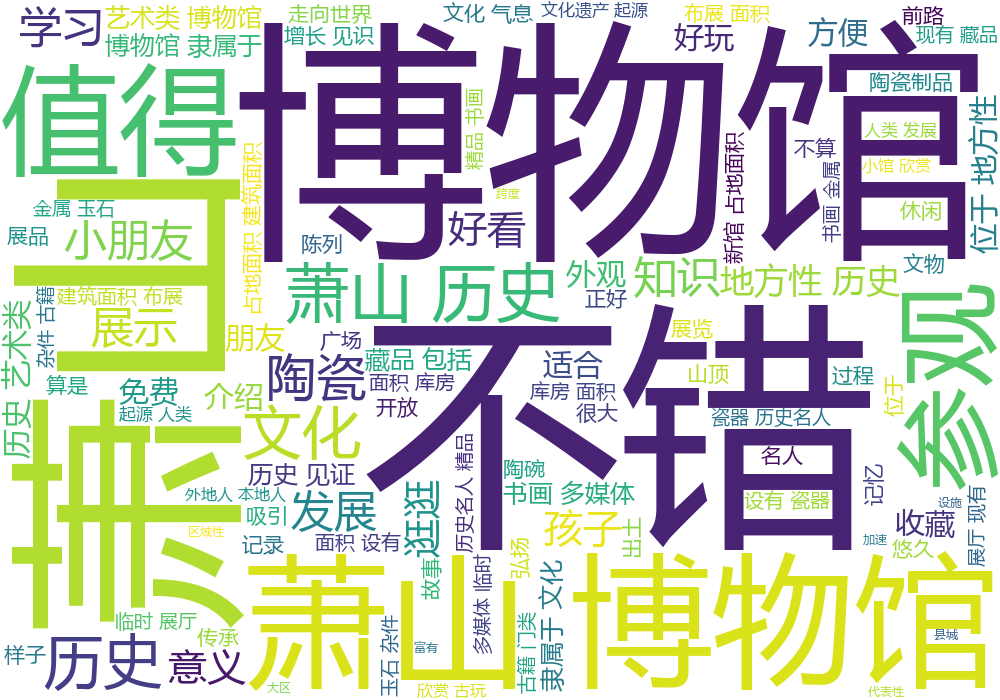 学习
艺术类 博物馆
走向世界
文化 气息
文化遗产 起源
布展 面积
前路
博物馆 隶属于
增长 见识
好玩
方便
现有 藏品
值得
博物馆
陶瓷制品
精品 书画
人类 发展
地方性
位于
不算
小馆 欣赏
占地面积 建筑面积
新馆 占地面积
书画 金属
跨度
金属 玉石
小朋友
好看
休闲
展品
陈列
文物
萧山
萧山 历史
外观
知识
地方性 历史
建筑面积 布展
正好
参观
杂件 古籍
展示
朋友
广场
不错
展览
艺术类
藏品 包括
适合
算是
免费
介绍
陶瓷
面积 库房
库房 面积
山顶
过程
位于
起源 人类
开放
很大
瓷器 历史名人
历史
文化
历史名人 精品
名人
历史 见证
陶碗
记忆
外地人 本地人
发展
逛逛
书画 多媒体
设有 瓷器
设施
吸引
孩子
收藏
展厅 现有
区域性
记录
面积 设有
出土
加速
悠久
弘扬
故事
多媒体 临时
文化
隶属于
萧山 博物馆
临时 展厅
传承
古籍 门类
县城
样子
历史
意义
玉石 杂件
富有
大区
欣赏 古玩
代表性